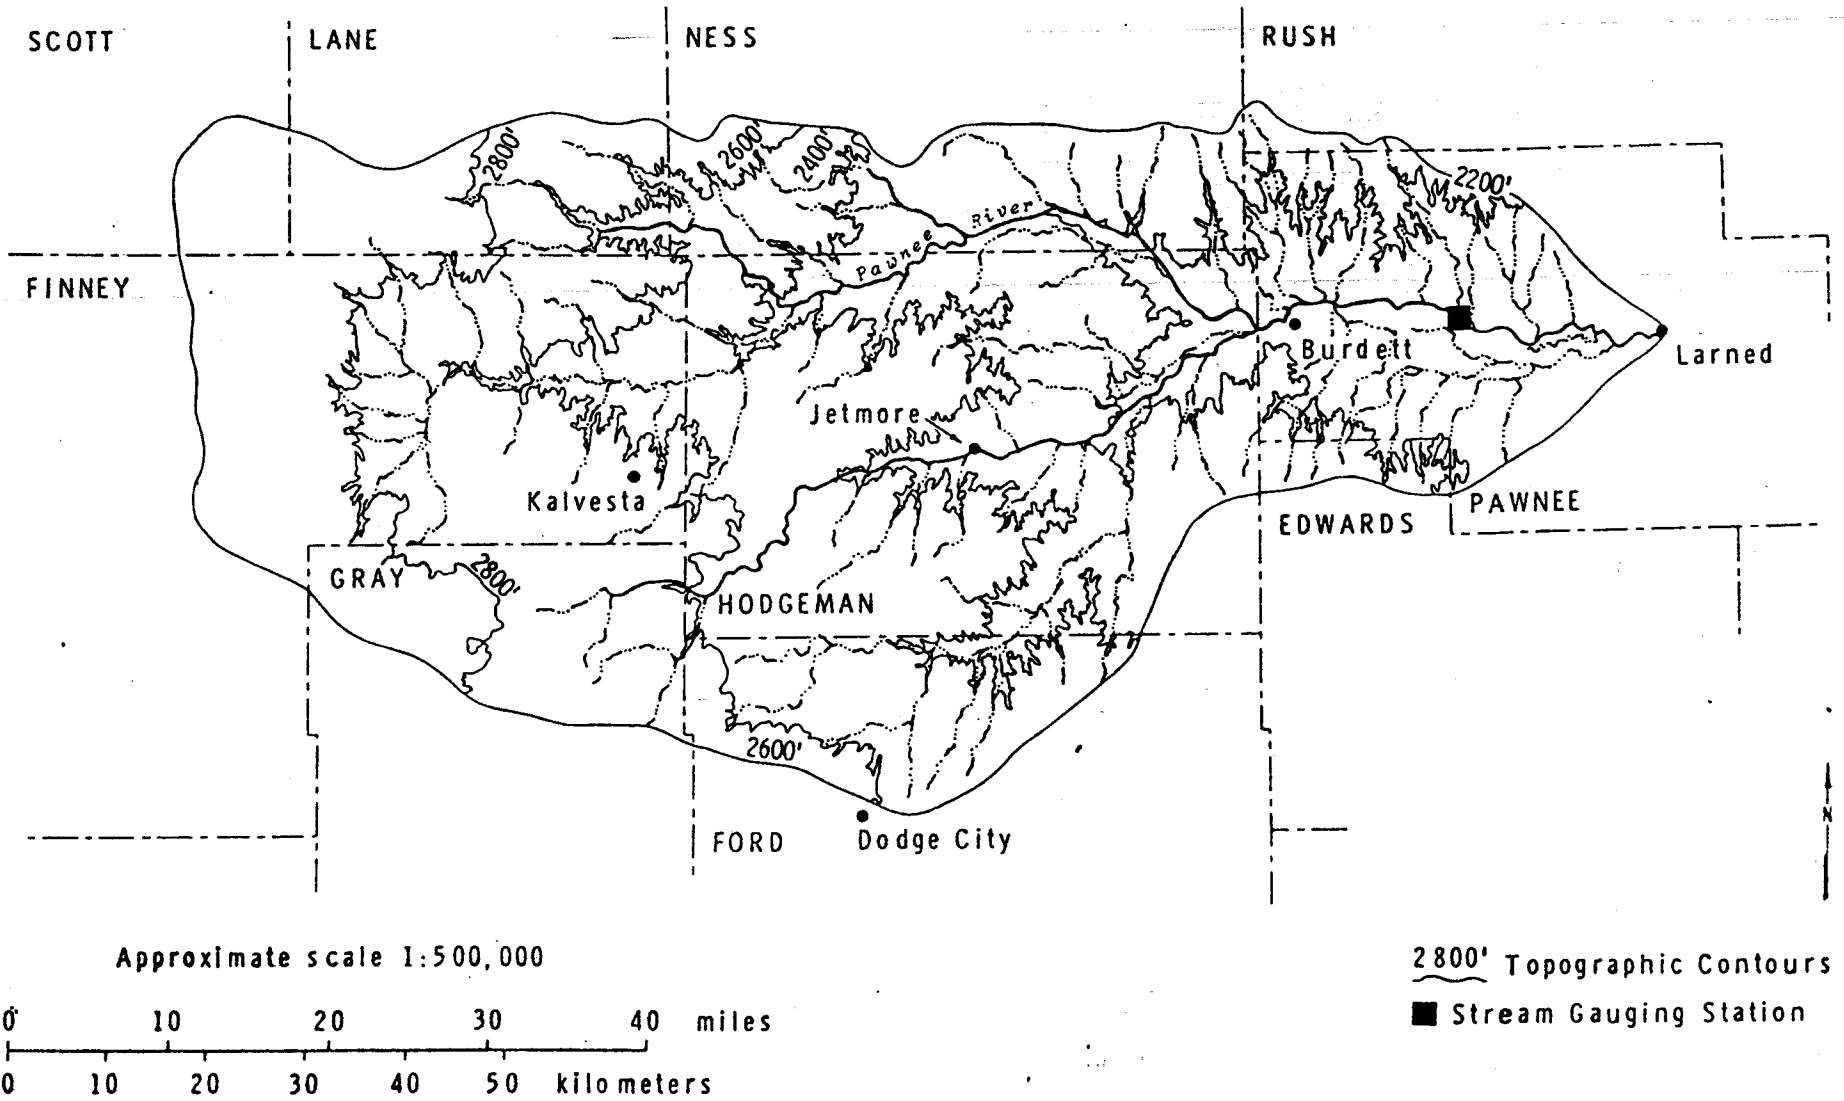 SCOTT
LANE
NESS
RUSH
2800'
2600'
2400'
2200'
Pawnee River
FINNEY
Burdett
Larned
Jetmore
Kalvesta
PAWNEE
EDWARDS
GRAY
2800'
HODGEMAN
2600'
FORD
Dodge City
N
Approximate scale 1:500,000
0 10 20 30 40 miles
0 10 20 30 40 50 kilometers
2800' Topographic Contours
Stream Gauging Station